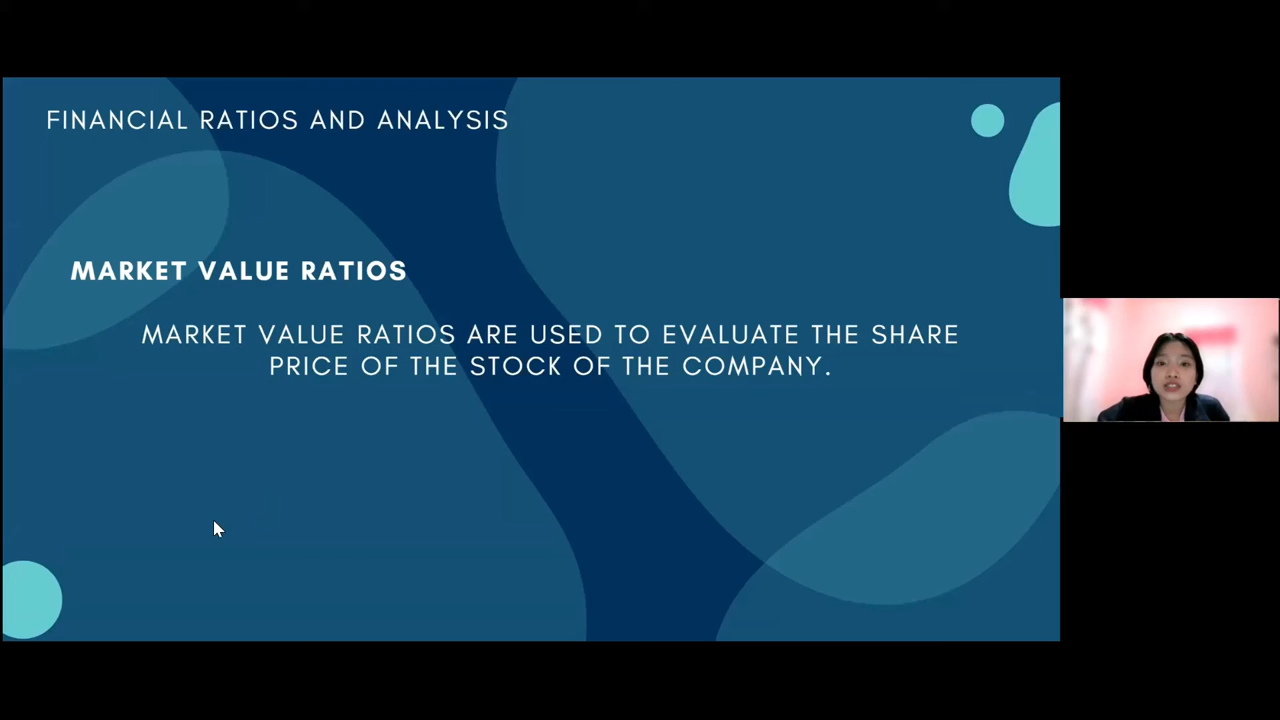 FINANCIAL RATIOS AND ANALYSIS
MARKET VALUE RATIOS
MARKET VALUE RATIOS ARE USED TO EVALUATE THE SHARE
PRICE OF THE STOCK OF THE COMPANY.